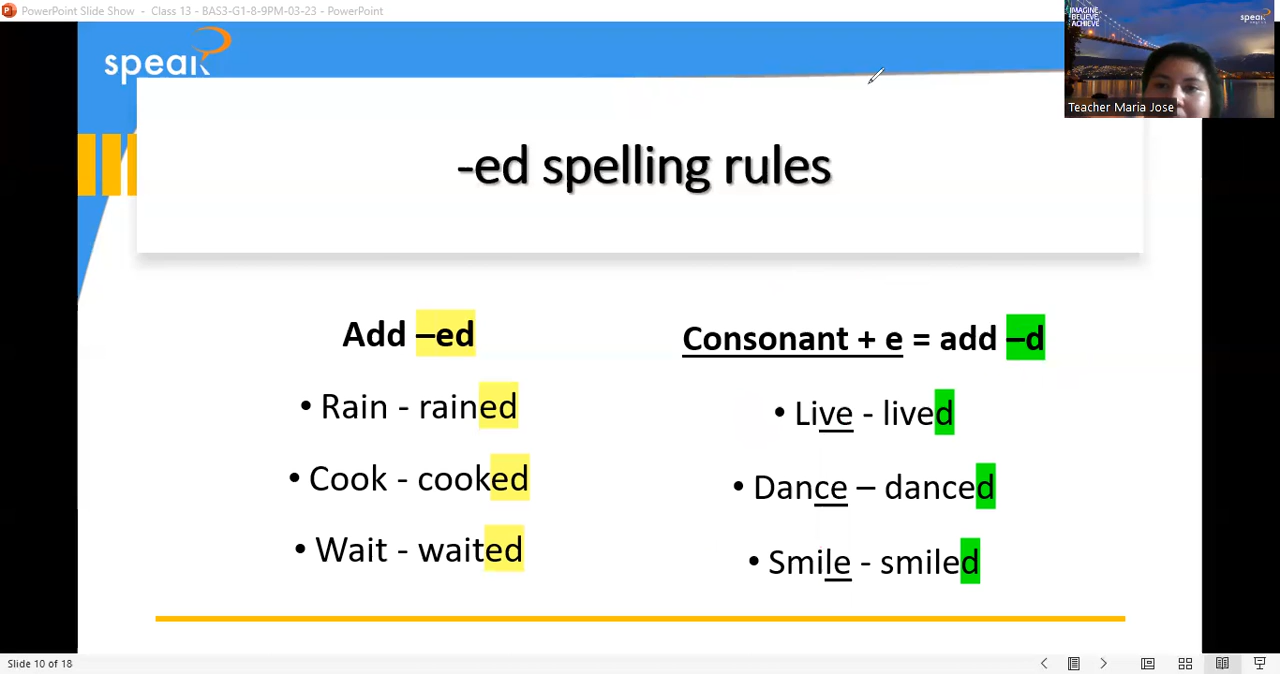 PowerPoint Slide Show - Class 13 - BAS3-G1-8-9PM-03-23 - PowerPoint
IMAGINE,
BELIEVE,
ACHIEVE
speak
speak
Teacher Maria Jose
-ed spelling rules
Add –ed
• Rain - rained
• Cook - cooked
• Wait - waited
Consonant + e = add –d
• Live - lived
• Dance – danced
• Smile - smiled
Slide 10 of 18